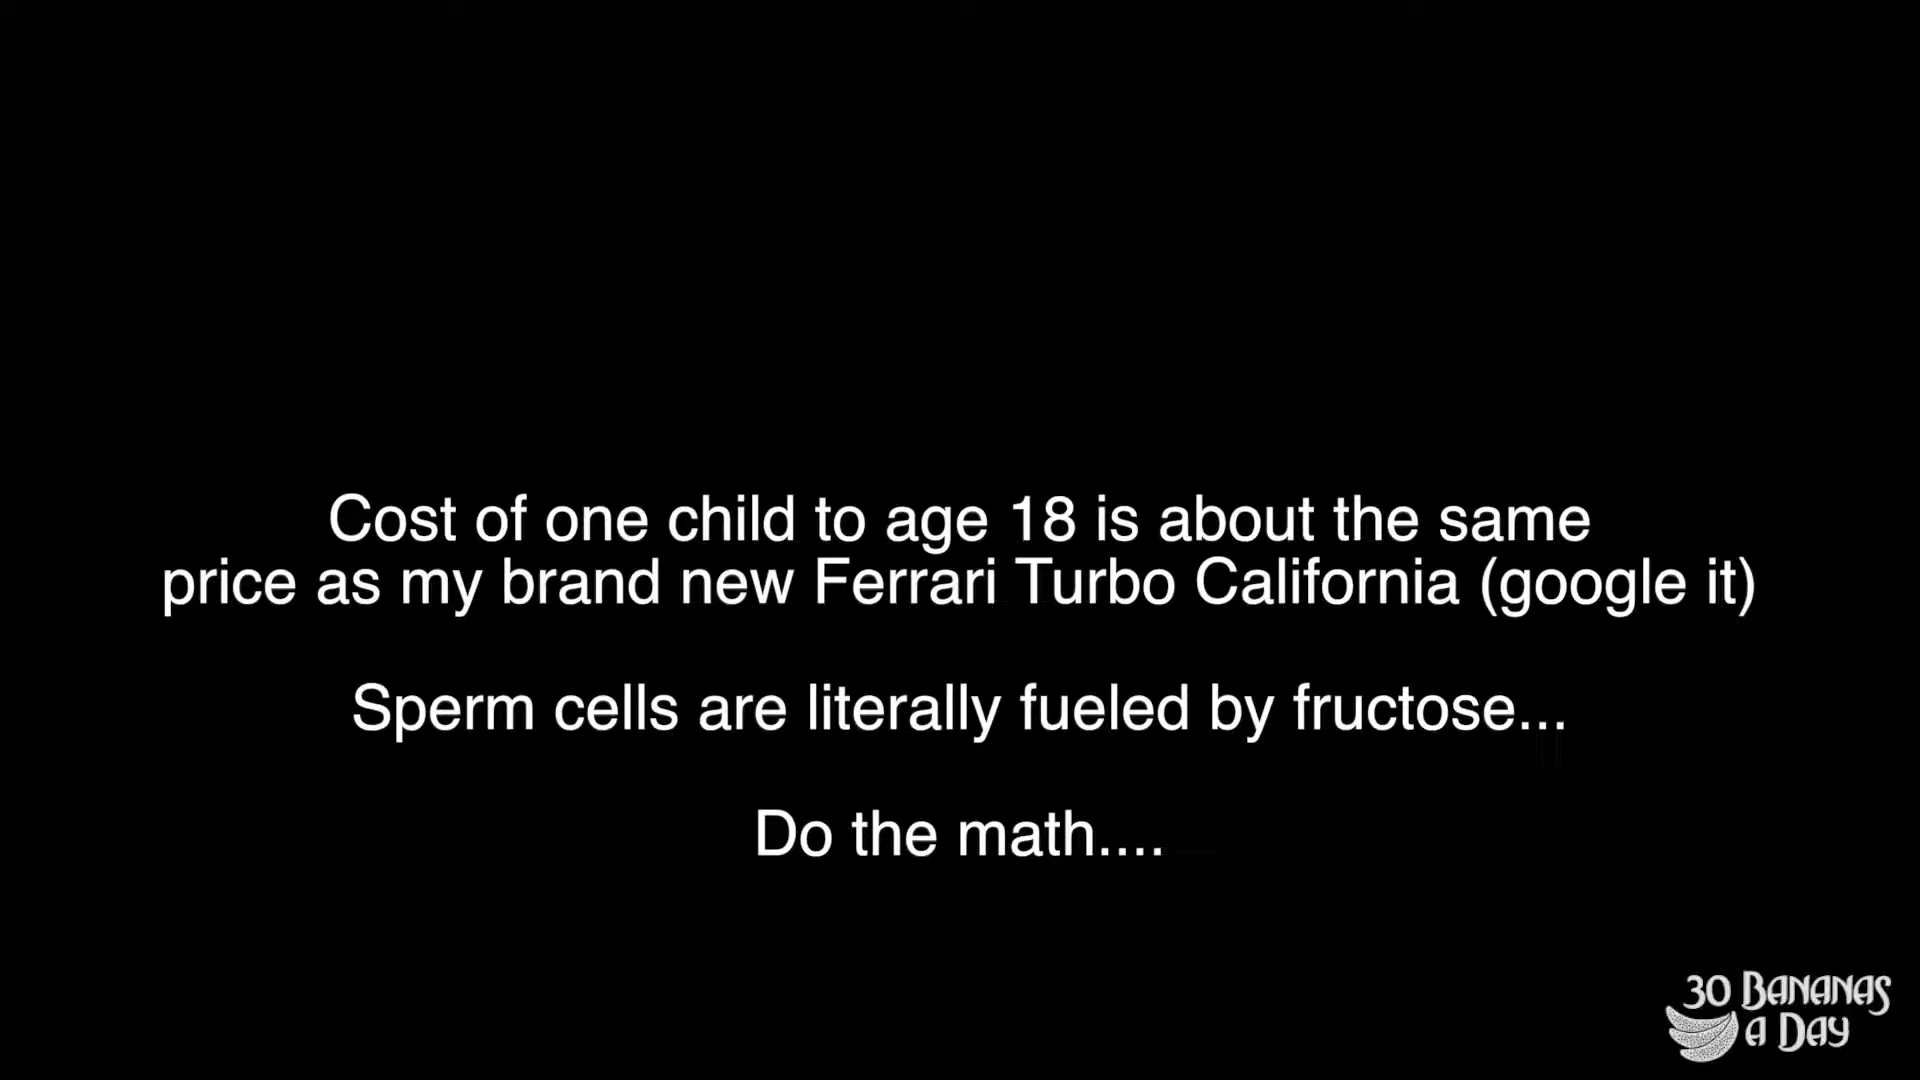 Cost of one child to age 18 is about the same
price as my brand new Ferrari Turbo California (google it)
Sperm cells are literally fueled by fructose...
Do the math....
30 Bananas
a Day